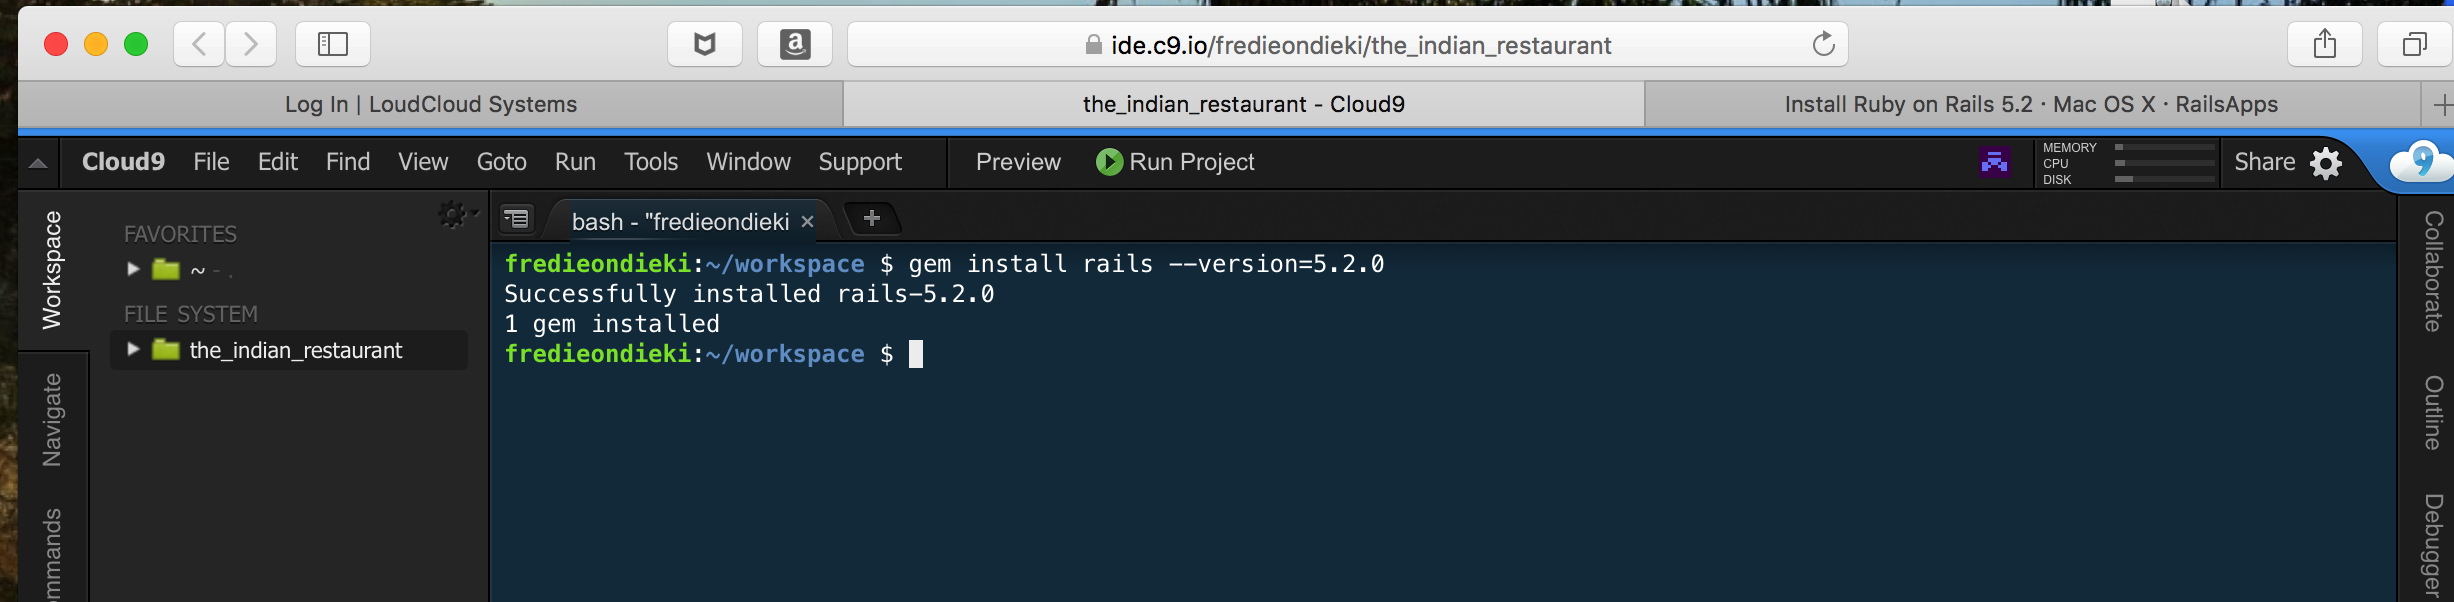 ide.c9.io/fredieondieki/the_indian_restaurant
Log In | LoudCloud Systems
the_indian_restaurant - Cloud9
Install Ruby on Rails 5.2 · Mac OS X · RailsApps
Cloud9 File Edit Find View Goto Run Tools Window Support Preview Run Project
MEMORY
CPU
DISK
Share
Workspace
Navigate
FAVORITES
~ - .
FILE SYSTEM
the_indian_restaurant
bash - "fredieondieki
fredieondieki:~/workspace $ gem install rails --version=5.2.0
Successfully installed rails-5.2.0
1 gem installed
fredieondieki:~/workspace $
Collaborate
Outline
Debugger